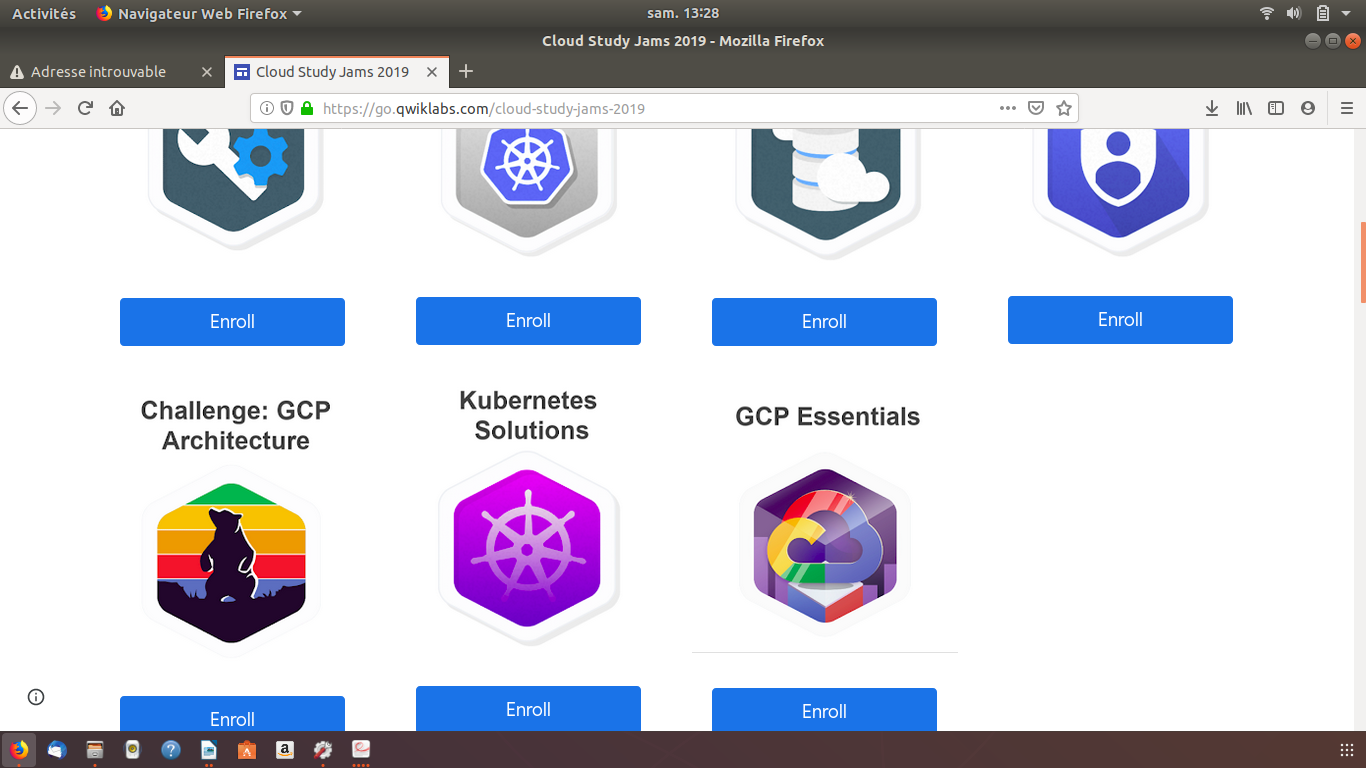 Activités Navigateur Web Firefox sam. 13:28
Cloud Study Jams 2019 - Mozilla Firefox
Adresse introuvable Cloud Study Jams 2019
https://go.qwiklabs.com/cloud-study-jams-2019
Enroll Enroll Enroll Enroll
Challenge: GCP
Architecture
Kubernetes
Solutions
GCP Essentials
Enroll Enroll Enroll